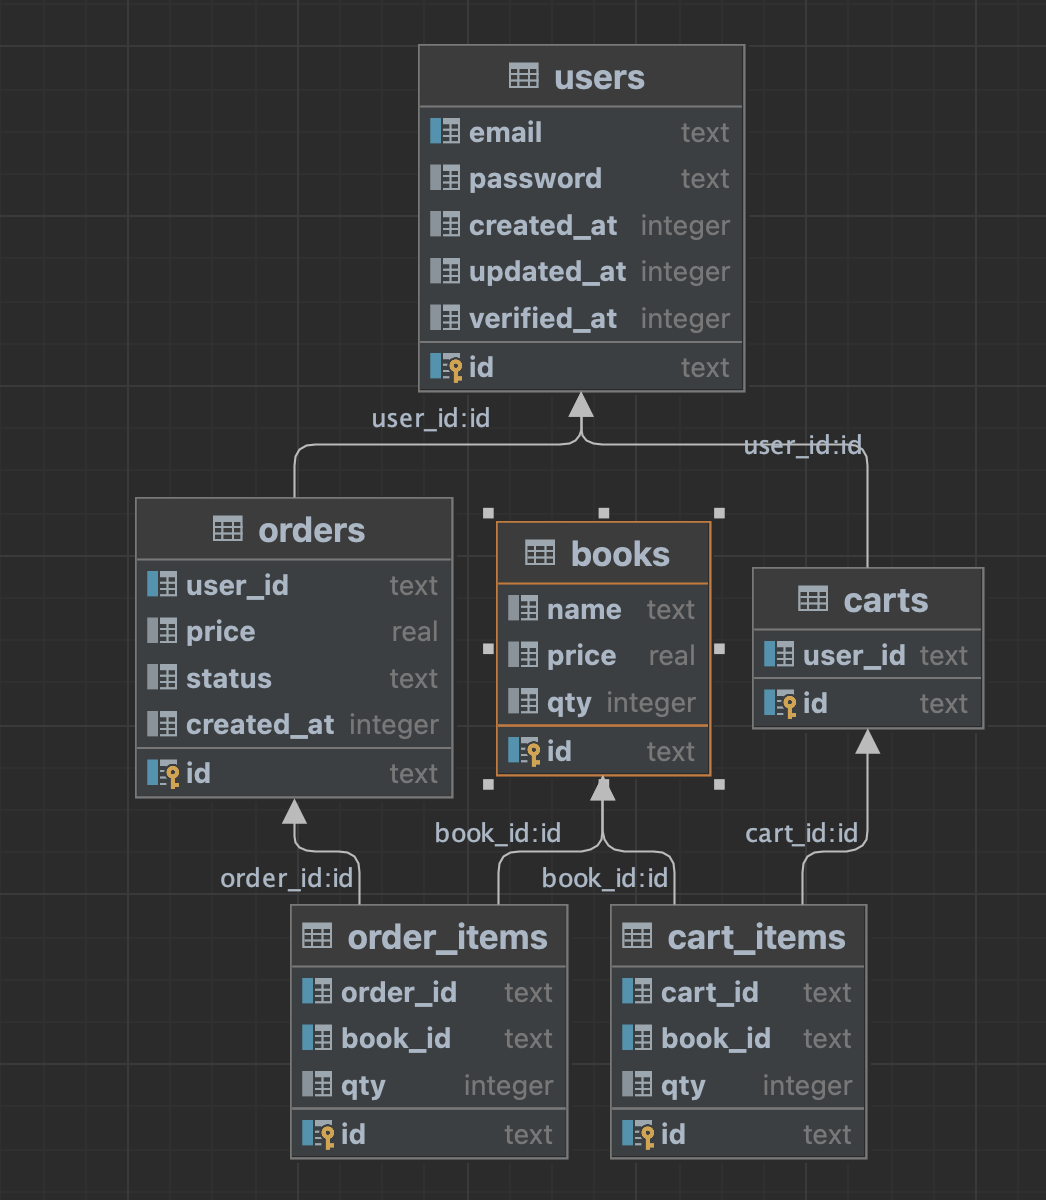 users
email text
password text
created_at integer
updated_at integer
verified_at integer
id text
user_id:id
user_id:id
orders
user_id text
price real
status text
created_at integer
id text
books
name text
price real
qty integer
id text
carts
user_id text
id text
order_id:id
book_id:id
book_id:id
cart_id:id
order_items
order_id text
book_id text
qty integer
id text
cart_items
cart_id text
book_id text
qty integer
id text